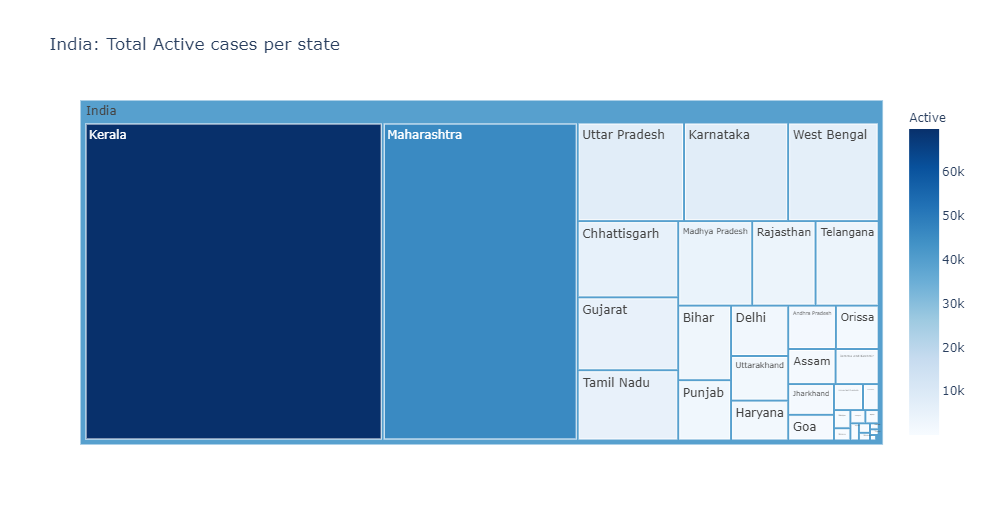 India: Total Active cases per state
India
Kerala
Maharashtra
Uttar Pradesh
Karnataka
West Bengal
Chhattisgarh
Madhya Pradesh
Rajasthan
Telangana
Gujarat
Tamil Nadu
Bihar
Delhi
Andhra Pradesh
Orissa
Uttarakhand
Assam
Punjab
Haryana
Jharkhand
Goa
Active
60k
50k
40k
30k
20k
10k